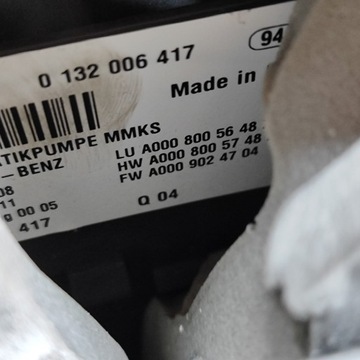 0 132 006 417
94
Made in
TIKPUMPE MMKS
-BENZ
LU A000 800 56 48
HW A000 800 57 48
FW A000 902 47 04
08
11
g 00 05
Q 04
417